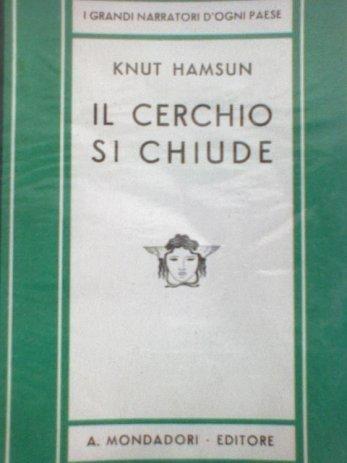 I GRANDI NARRATORI D'OGNI PAESE
KNUT HAMSUN
IL CERCHIO
SI CHIUDE
A. MONDADORI - EDITORE